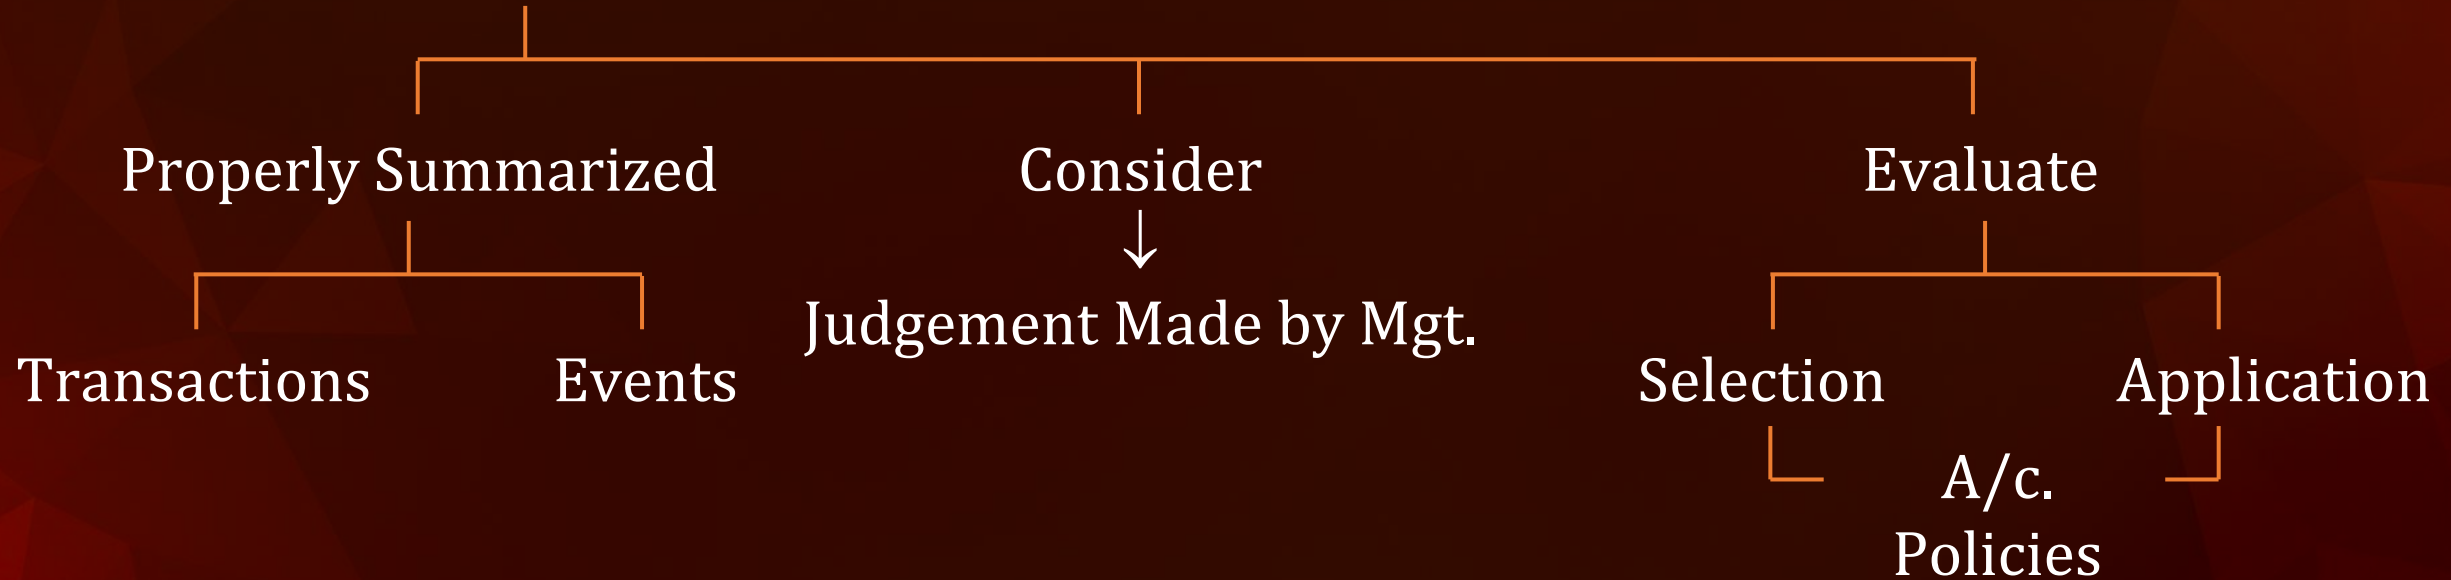 Properly Summarized
Consider
Evaluate
↓
Judgement Made by Mgt.
Transactions
Events
Selection
Application
A/c.
Policies